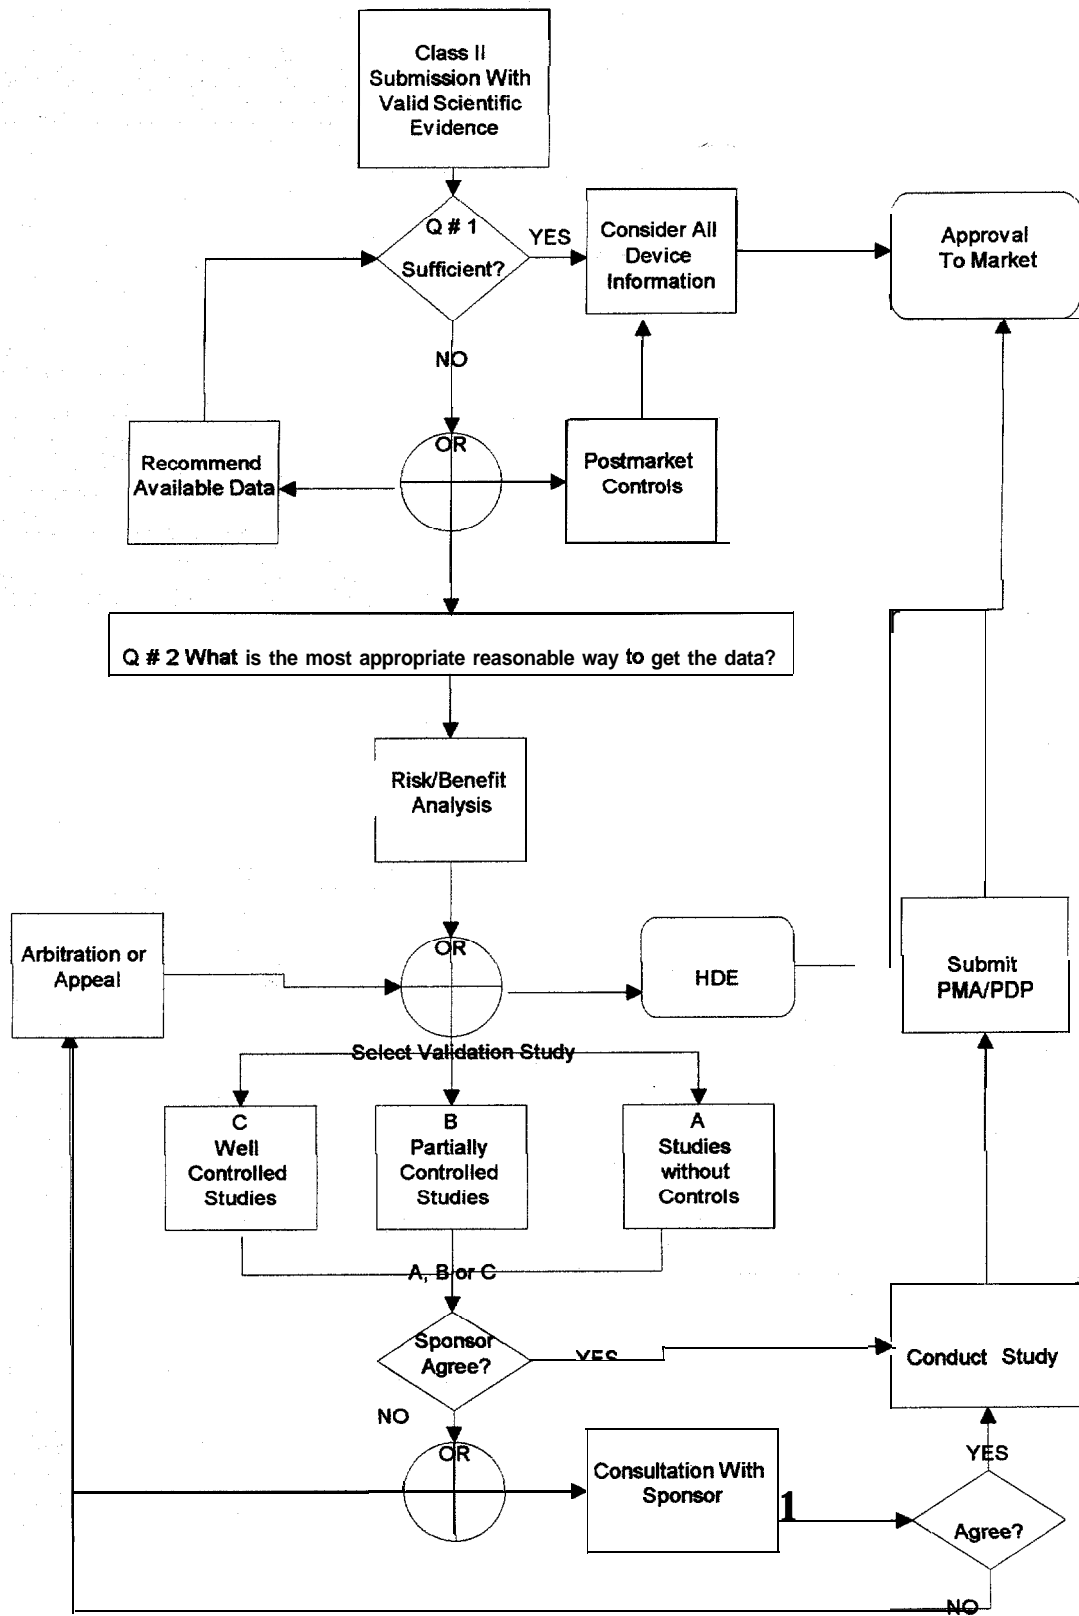 Class II
Submission With
Valid Scientific
Evidence
Q # 1
Sufficient?
YES
Consider All
Device
Information
Approval
To Market
NO
OR
Recommend
Available Data
Postmarket
Controls
Q # 2 What is the most appropriate reasonable way to get the data?
Risk/Benefit
Analysis
Arbitration or
Appeal
OR
HDE
Submit
PMA/PDP
Select Validation Study
C
Well
Controlled
Studies
B
Partially
Controlled
Studies
A
Studies
without
Controls
A, B or C
Sponsor
Agree?
YES
Conduct Study
NO
OR
Consultation With
Sponsor
1
YES
Agree?
NO